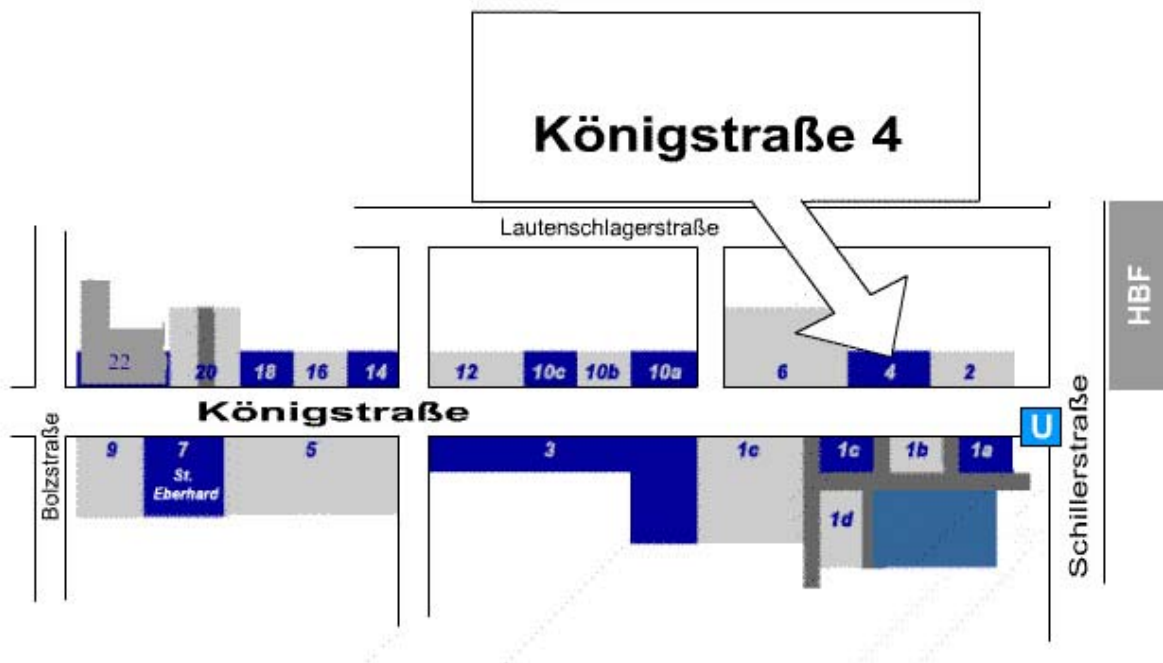 Königstraße 4
Lautenschlagerstraße
HBF
22
20
18
16
14
12
10c
10b
10a
6
4
2
Königstraße
U
Bolzstraße
Schillerstraße
9
7
St.
Eberhard
5
3
1c
1c
1b
1a
1d